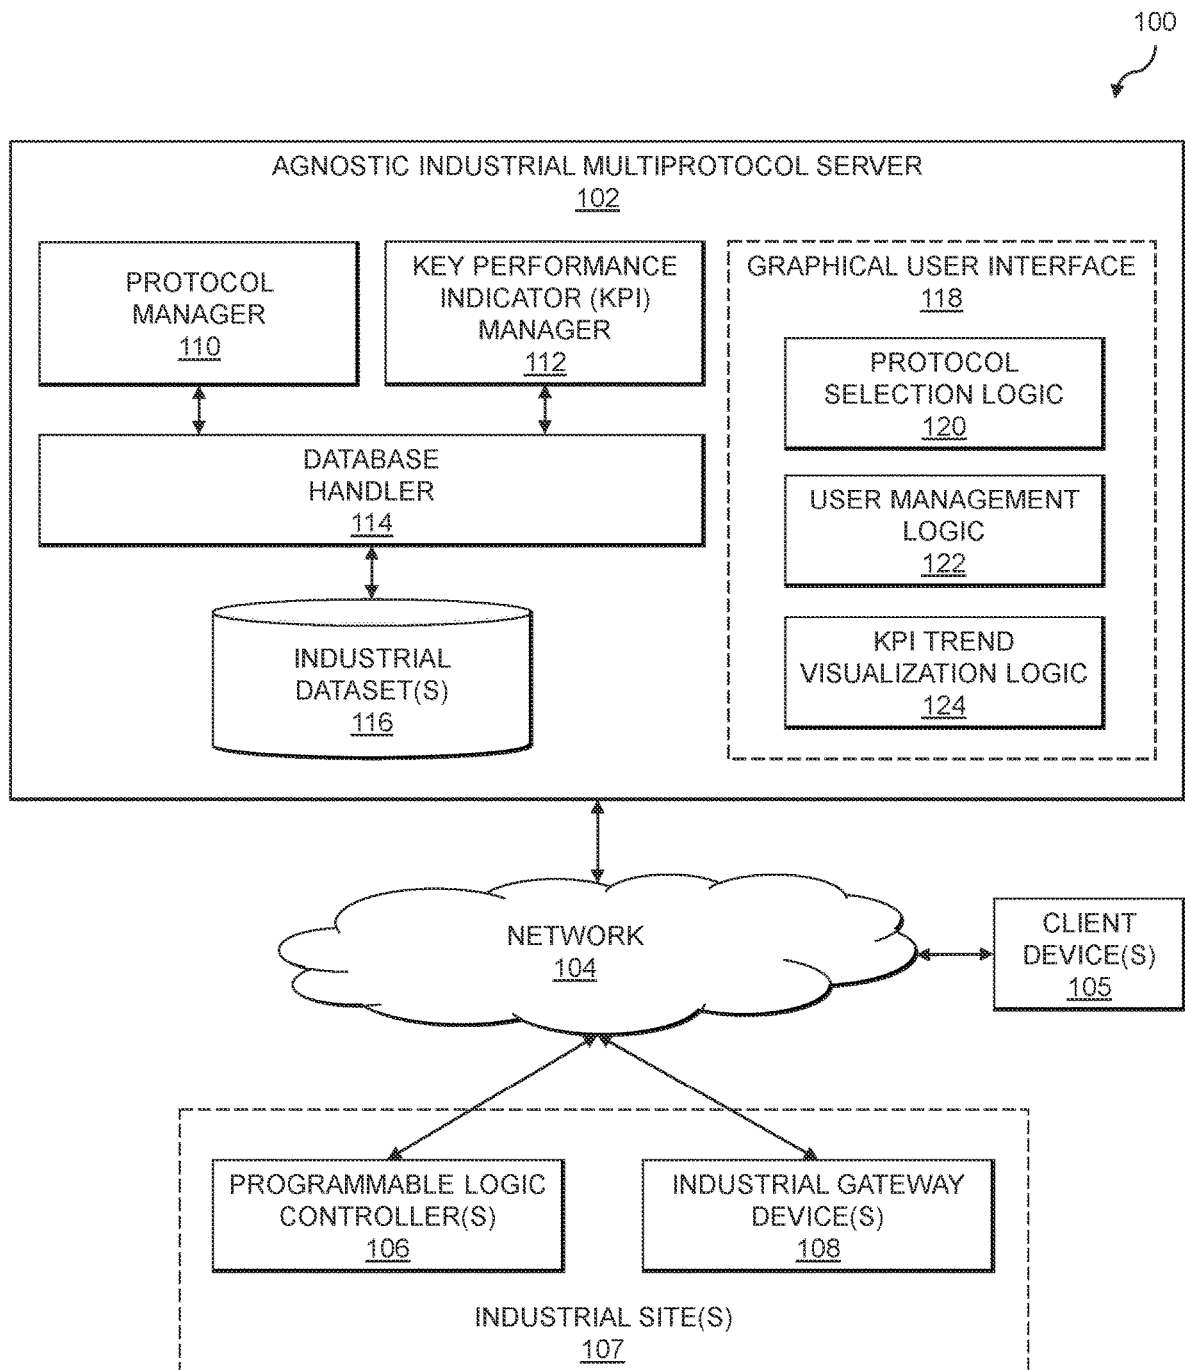 100
AGNOSTIC INDUSTRIAL MULTIPROTOCOL SERVER
102
PROTOCOL
MANAGER
110
KEY PERFORMANCE
INDICATOR (KPI)
MANAGER
112
DATABASE
HANDLER
114
INDUSTRIAL
DATASET(S)
116
GRAPHICAL USER INTERFACE
118
PROTOCOL
SELECTION LOGIC
120
USER MANAGEMENT
LOGIC
122
KPI TREND
VISUALIZATION LOGIC
124
NETWORK
104
CLIENT
DEVICE(S)
105
PROGRAMMABLE LOGIC
CONTROLLER(S)
106
INDUSTRIAL GATEWAY
DEVICE(S)
108
INDUSTRIAL SITE(S)
107